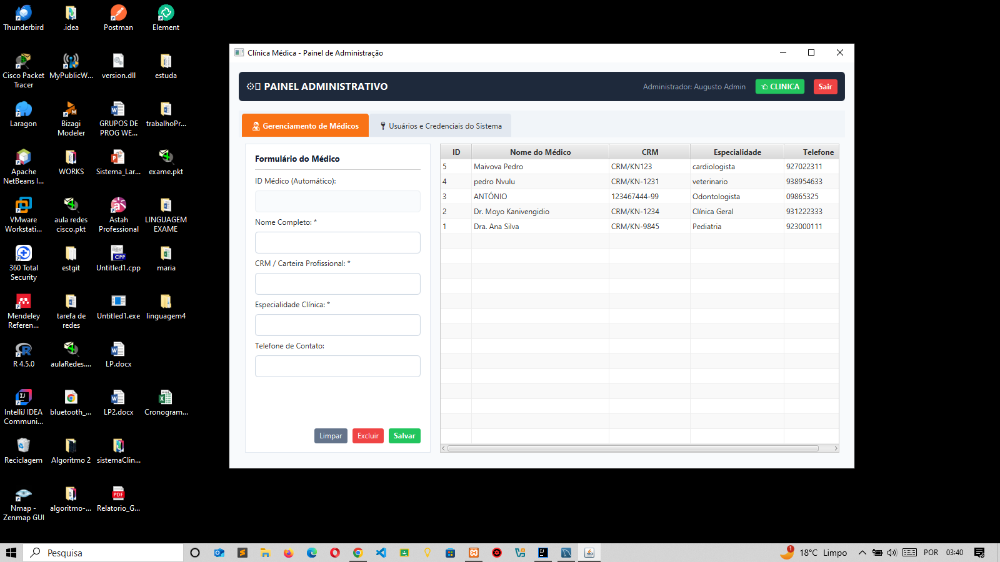 Thunderbird
.idea
Postman
Element
Cisco Packet
Tracer
MyPublicW...
version.dll
estuda
Laragon
Bizagi
Modeler
GRUPOS DE
PROG WE...
trabalhoPr...
Apache
NetBeans I...
WORKS
Sistema_Lar...
exame.pkt
VMware
Workstati...
aula redes
cisco.pkt
Astah
Professional
LINGUAGEM
EXAME
360 Total
Security
estgit
Untitled1.cpp
maria
Mendeley
Referen...
tarefa de
redes
Untitled1.exe
linguagem4
R 4.5.0
aulaRedes....
LP.docx
IntelliJ IDEA
Communi...
bluetooth_...
LP2.docx
Cronogram...
Reciclagem
Algoritmo 2
sistemaClin...
Nmap -
Zenmap GUI
algoritmo-...
Relatorio_G...
Clínica Médica - Painel de Administração
PAINEL ADMINISTRATIVO
Administrador: Augusto Admin
CLINICA
Sair
Gerenciamento de Médicos
Usuários e Credenciais do Sistema
Formulário do Médico
ID Médico (Automático):
Nome Completo: *
CRM / Carteira Profissional: *
Especialidade Clínica: *
Telefone de Contato:
Limpar
Excluir
Salvar
ID Nome do Médico CRM Especialidade Telefone
5 Maivova Pedro CRM/KN123 cardiologista 927022311
4 pedro Nvulu CRM/KN-1231 veterinario 938954633
3 ANTÓNIO 123467444-99 Odontologista 09865325
2 Dr. Moyo Kanivengidio CRM/KN-1234 Clínica Geral 931222333
1 Dra. Ana Silva CRM/KN-9845 Pediatria 923000111
Pesquisa
1
18°C Limpo
POR
03:40